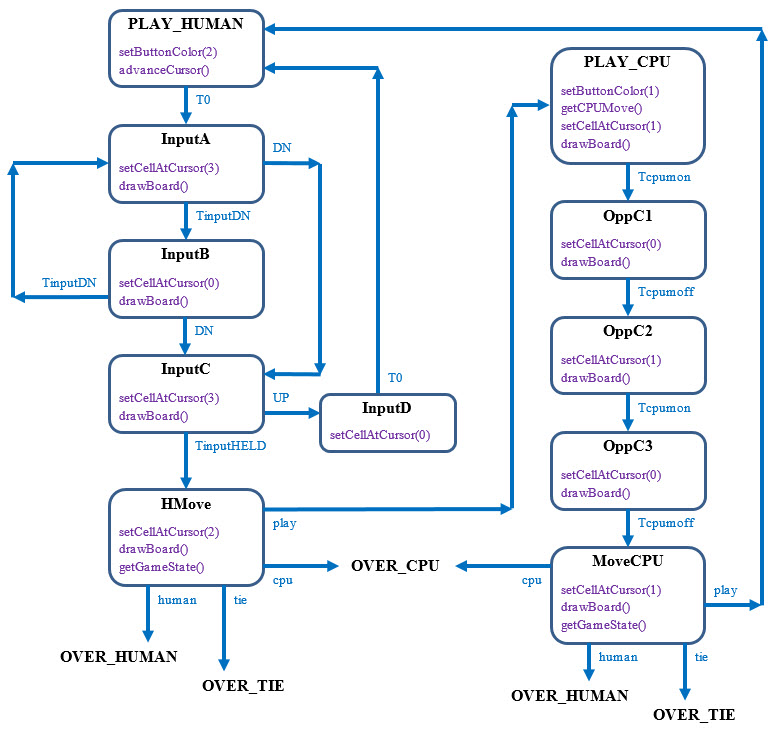 PLAY_HUMAN
setButtonColor(2)
advanceCursor()
T0
InputA
setCellAtCursor(3)
drawBoard()
DN
TinputDN
InputB
setCellAtCursor(0)
drawBoard()
TinputDN
DN
InputC
setCellAtCursor(3)
drawBoard()
UP
T0
InputD
setCellAtCursor(0)
TinputHELD
HMove
setCellAtCursor(2)
drawBoard()
getGameState()
play
cpu
human
tie
OVER_HUMAN
OVER_TIE
OVER_CPU
PLAY_CPU
setButtonColor(1)
getCPUMove()
setCellAtCursor(1)
drawBoard()
Tcpumon
OppC1
setCellAtCursor(0)
drawBoard()
Tcpumoff
OppC2
setCellAtCursor(1)
drawBoard()
Tcpumon
OppC3
setCellAtCursor(0)
drawBoard()
Tcpumoff
MoveCPU
setCellAtCursor(1)
drawBoard()
getGameState()
cpu
play
human
tie
OVER_HUMAN
OVER_TIE